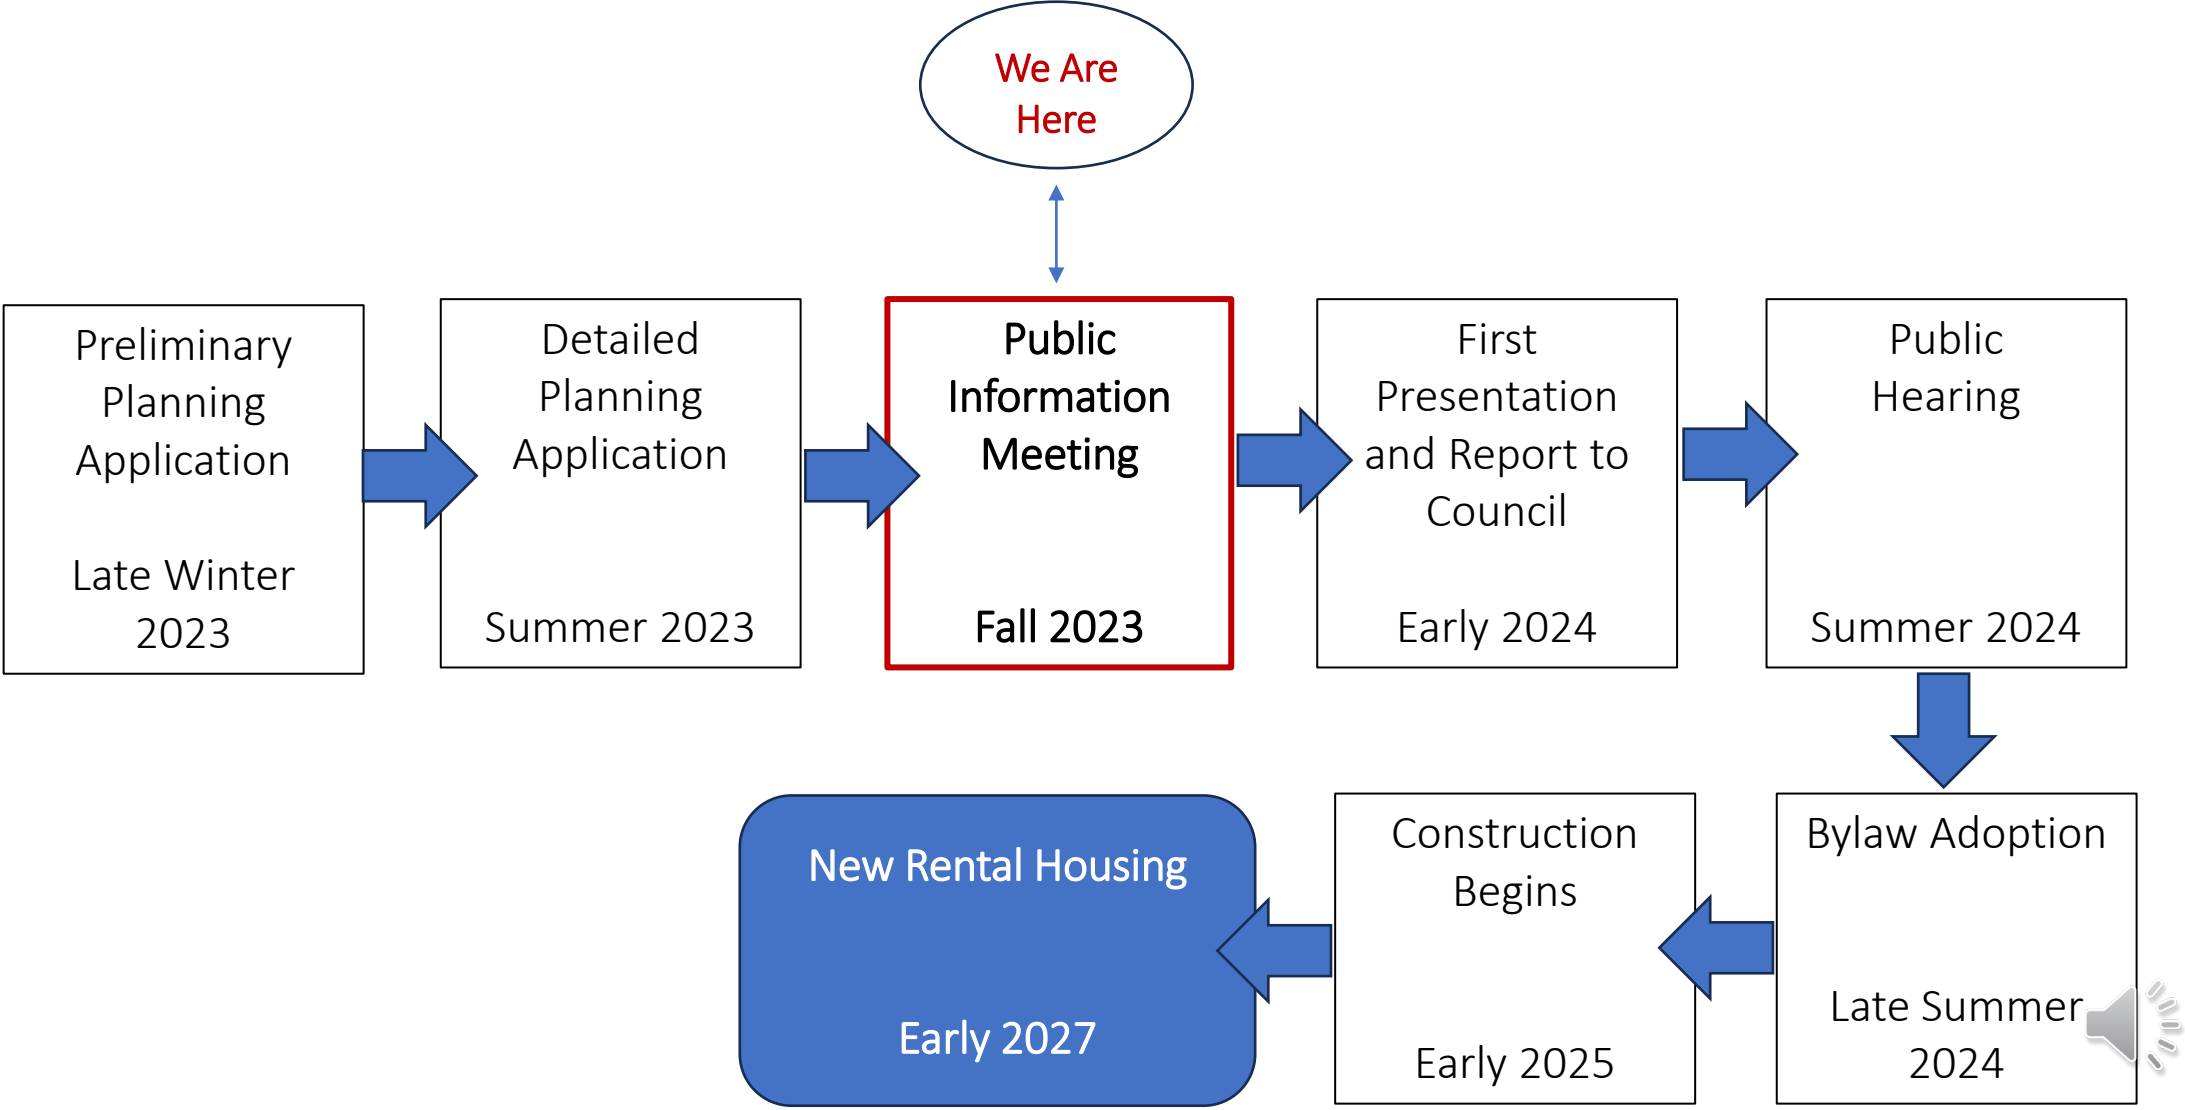 We Are
Here
Preliminary
Planning
Application
Late Winter
2023
Detailed
Planning
Application
Summer 2023
Public
Information
Meeting
Fall 2023
First
Presentation
and Report to
Council
Early 2024
Public
Hearing
Summer 2024
Bylaw Adoption
Late Summer
2024
Construction
Begins
Early 2025
New Rental Housing
Early 2027